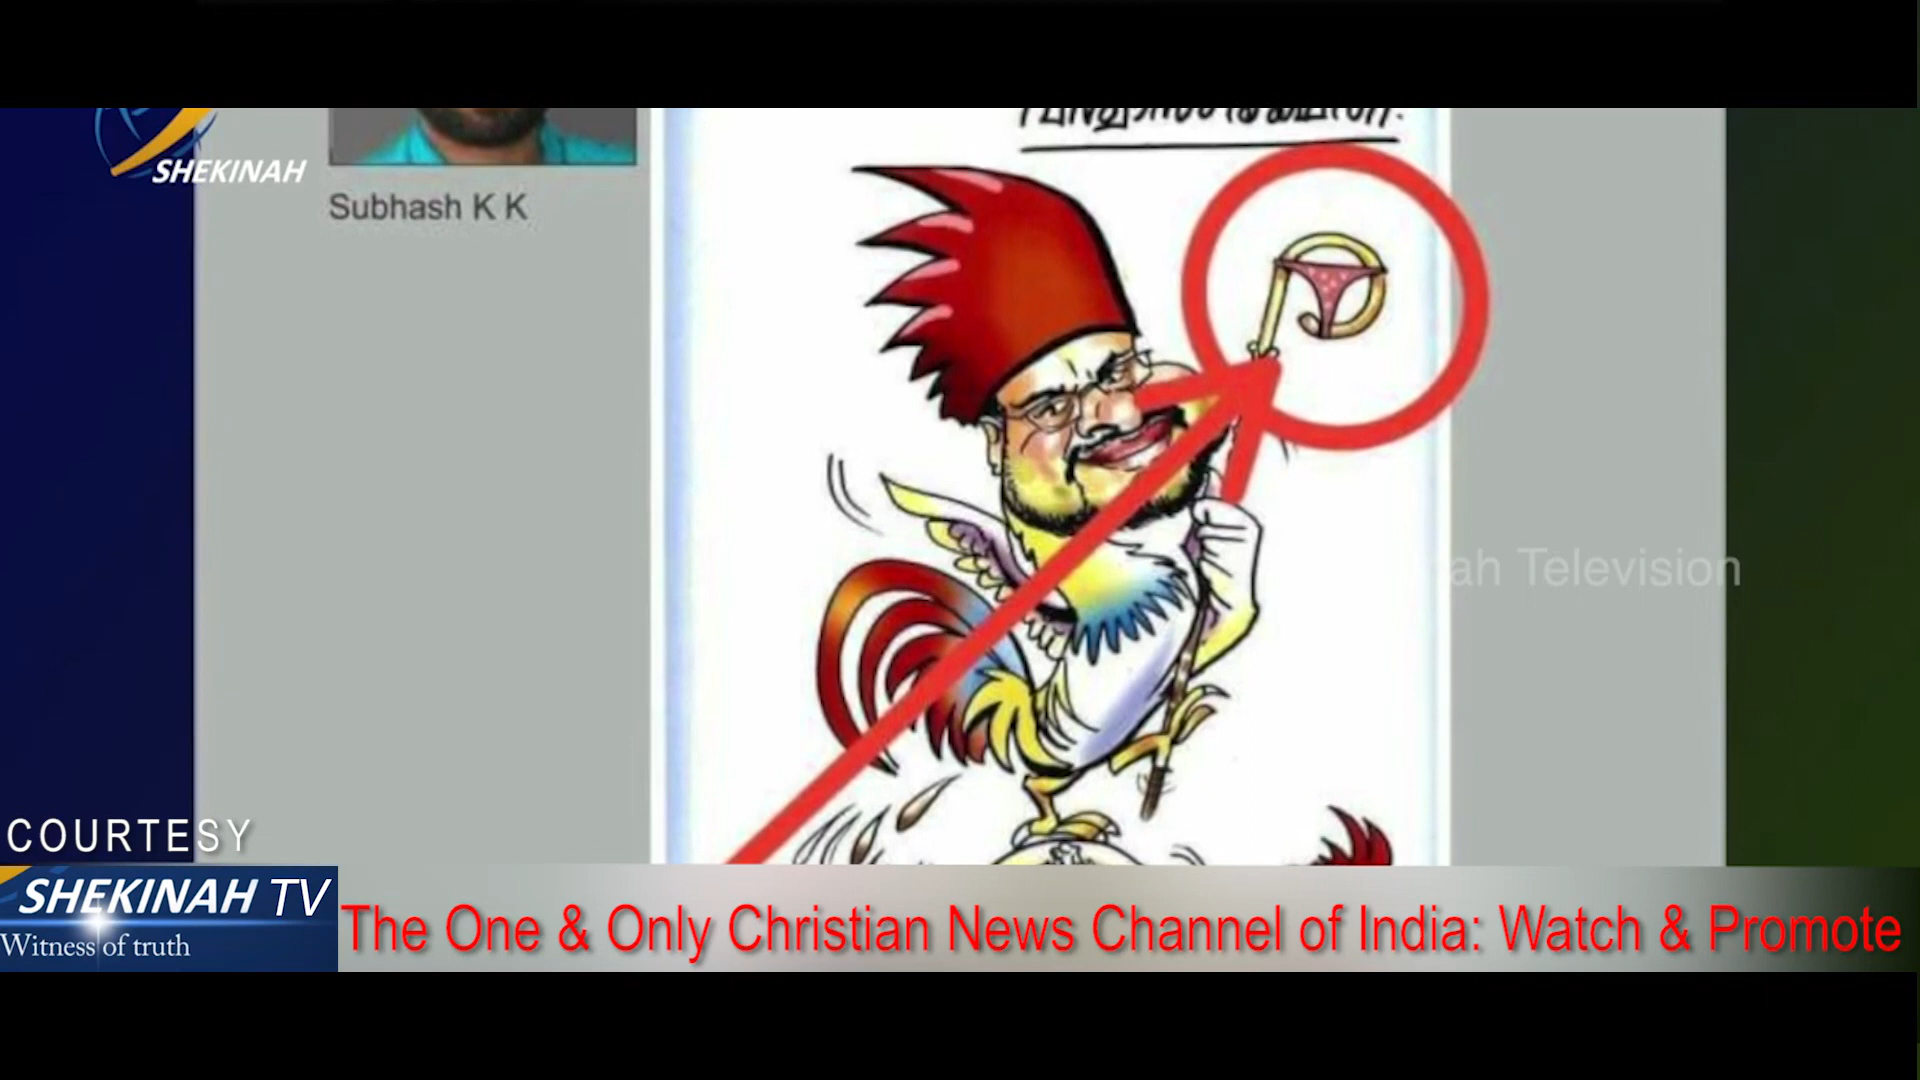 SHEKINAH
Subhash K K
ah Television
COURTESY
SHEKINAH TV
Witness of truth
The One & Only Christian News Channel of India: Watch & Promote